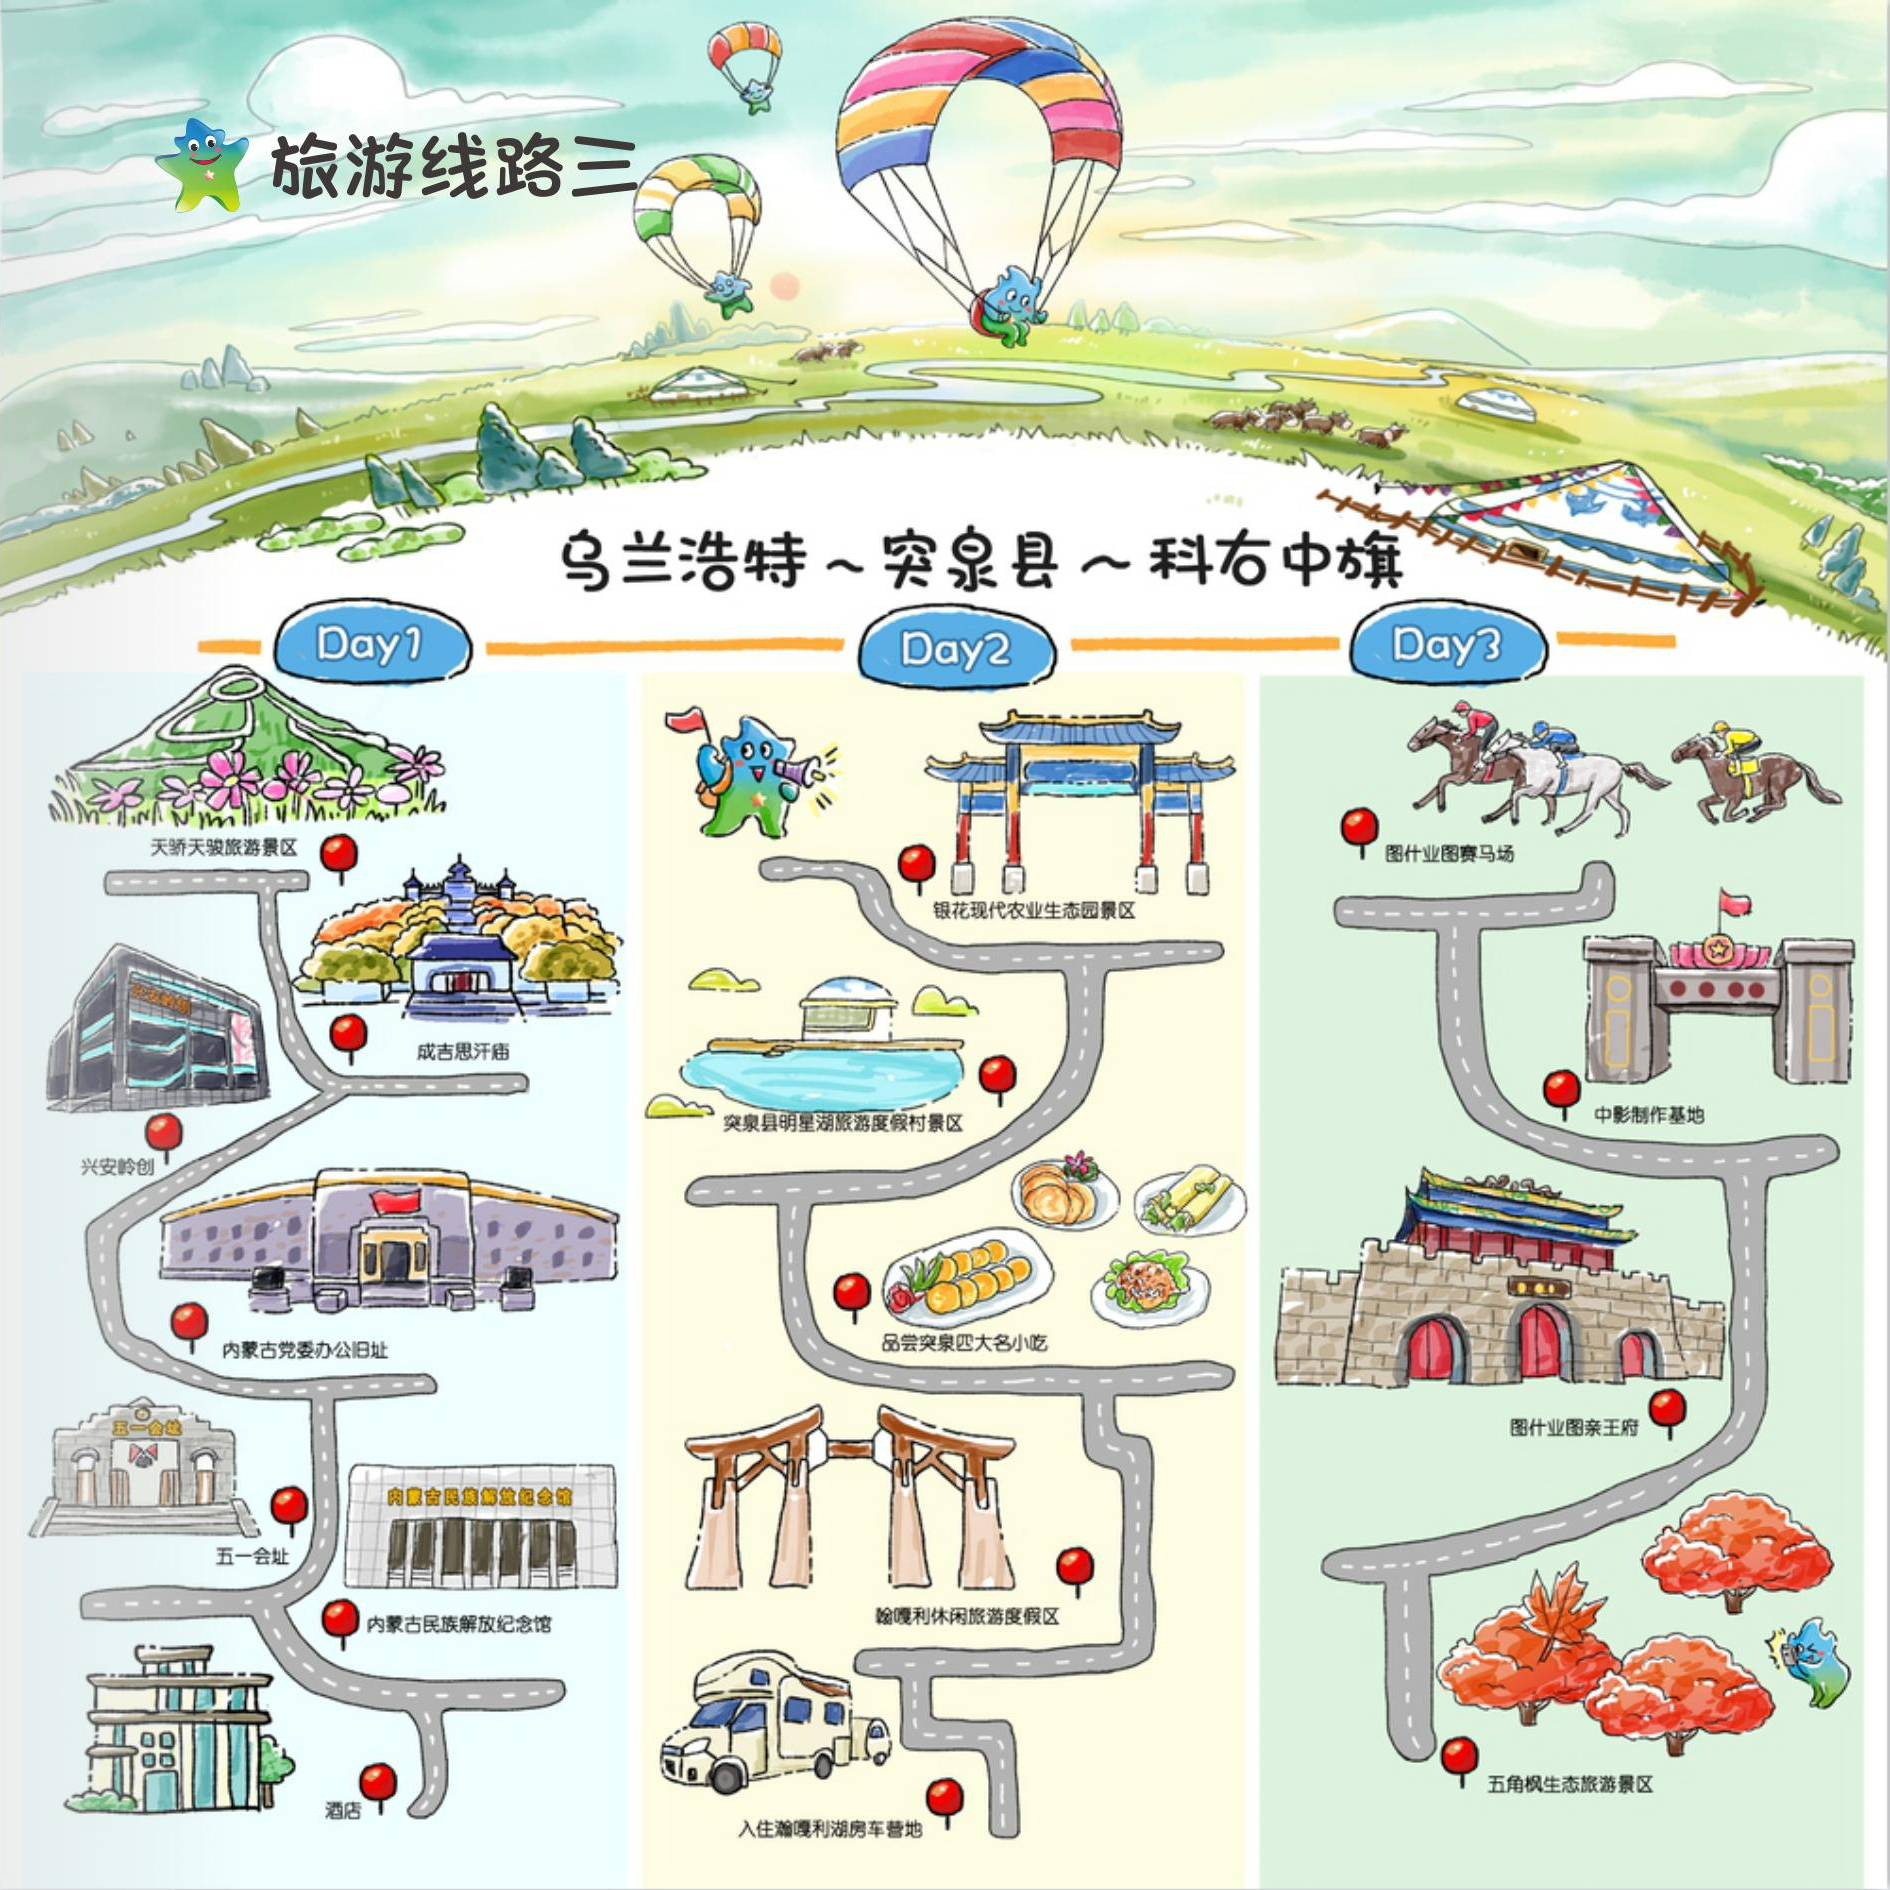 旅游线路三
乌兰浩特~突泉县~科右中旗
Day1
天骄天骏旅游景区
成吉思汗庙
兴安岭创
兴安岭创
内蒙古党委办公旧址
五一会址
五一会址
内蒙古民族解放纪念馆
内蒙古民族解放纪念馆
酒店
Day2
银花现代农业生态园景区
突泉县明星湖旅游度假村景区
品尝突泉四大名小吃
翰嘎利休闲旅游度假区
入住瀚嘎利湖房车营地
Day3
图什业图赛马场
中影制作基地
图什业图亲王府
五角枫生态旅游景区